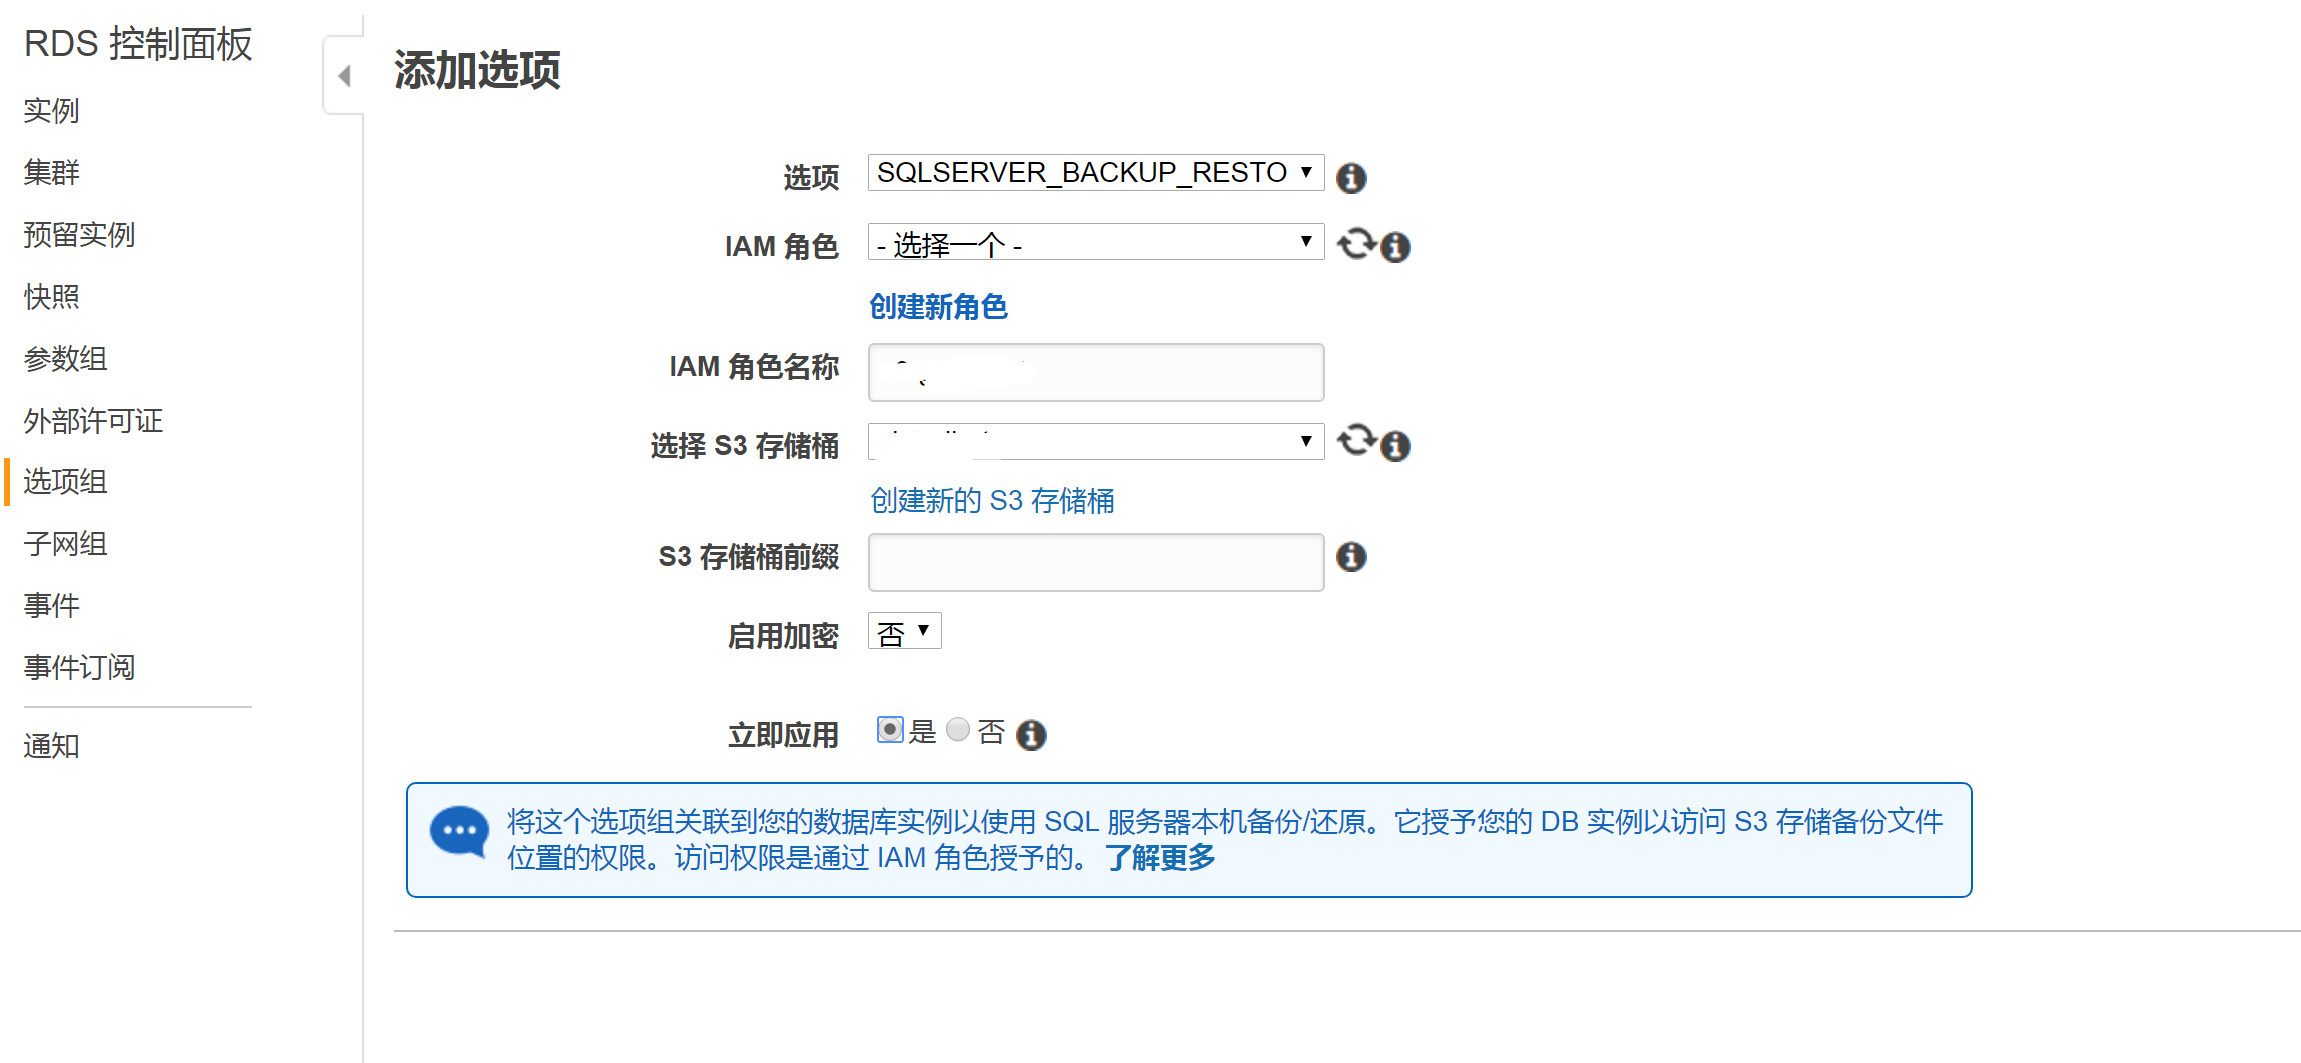 RDS 控制面板
实例
集群
预留实例
快照
参数组
外部许可证
选项组
子网组
事件
事件订阅
通知
添加选项
选项 SQLSERVER_BACKUP_RESTO
IAM 角色 - 选择一个 -
创建新角色
IAM 角色名称
选择 S3 存储桶
创建新的 S3 存储桶
S3 存储桶前缀
启用加密 否
立即应用 是 否
将这个选项组关联到您的数据库实例以使用 SQL 服务器本机备份/还原。它授予您的 DB 实例以访问 S3 存储备份文件
位置的权限。访问权限是通过 IAM 角色授予的。 了解更多